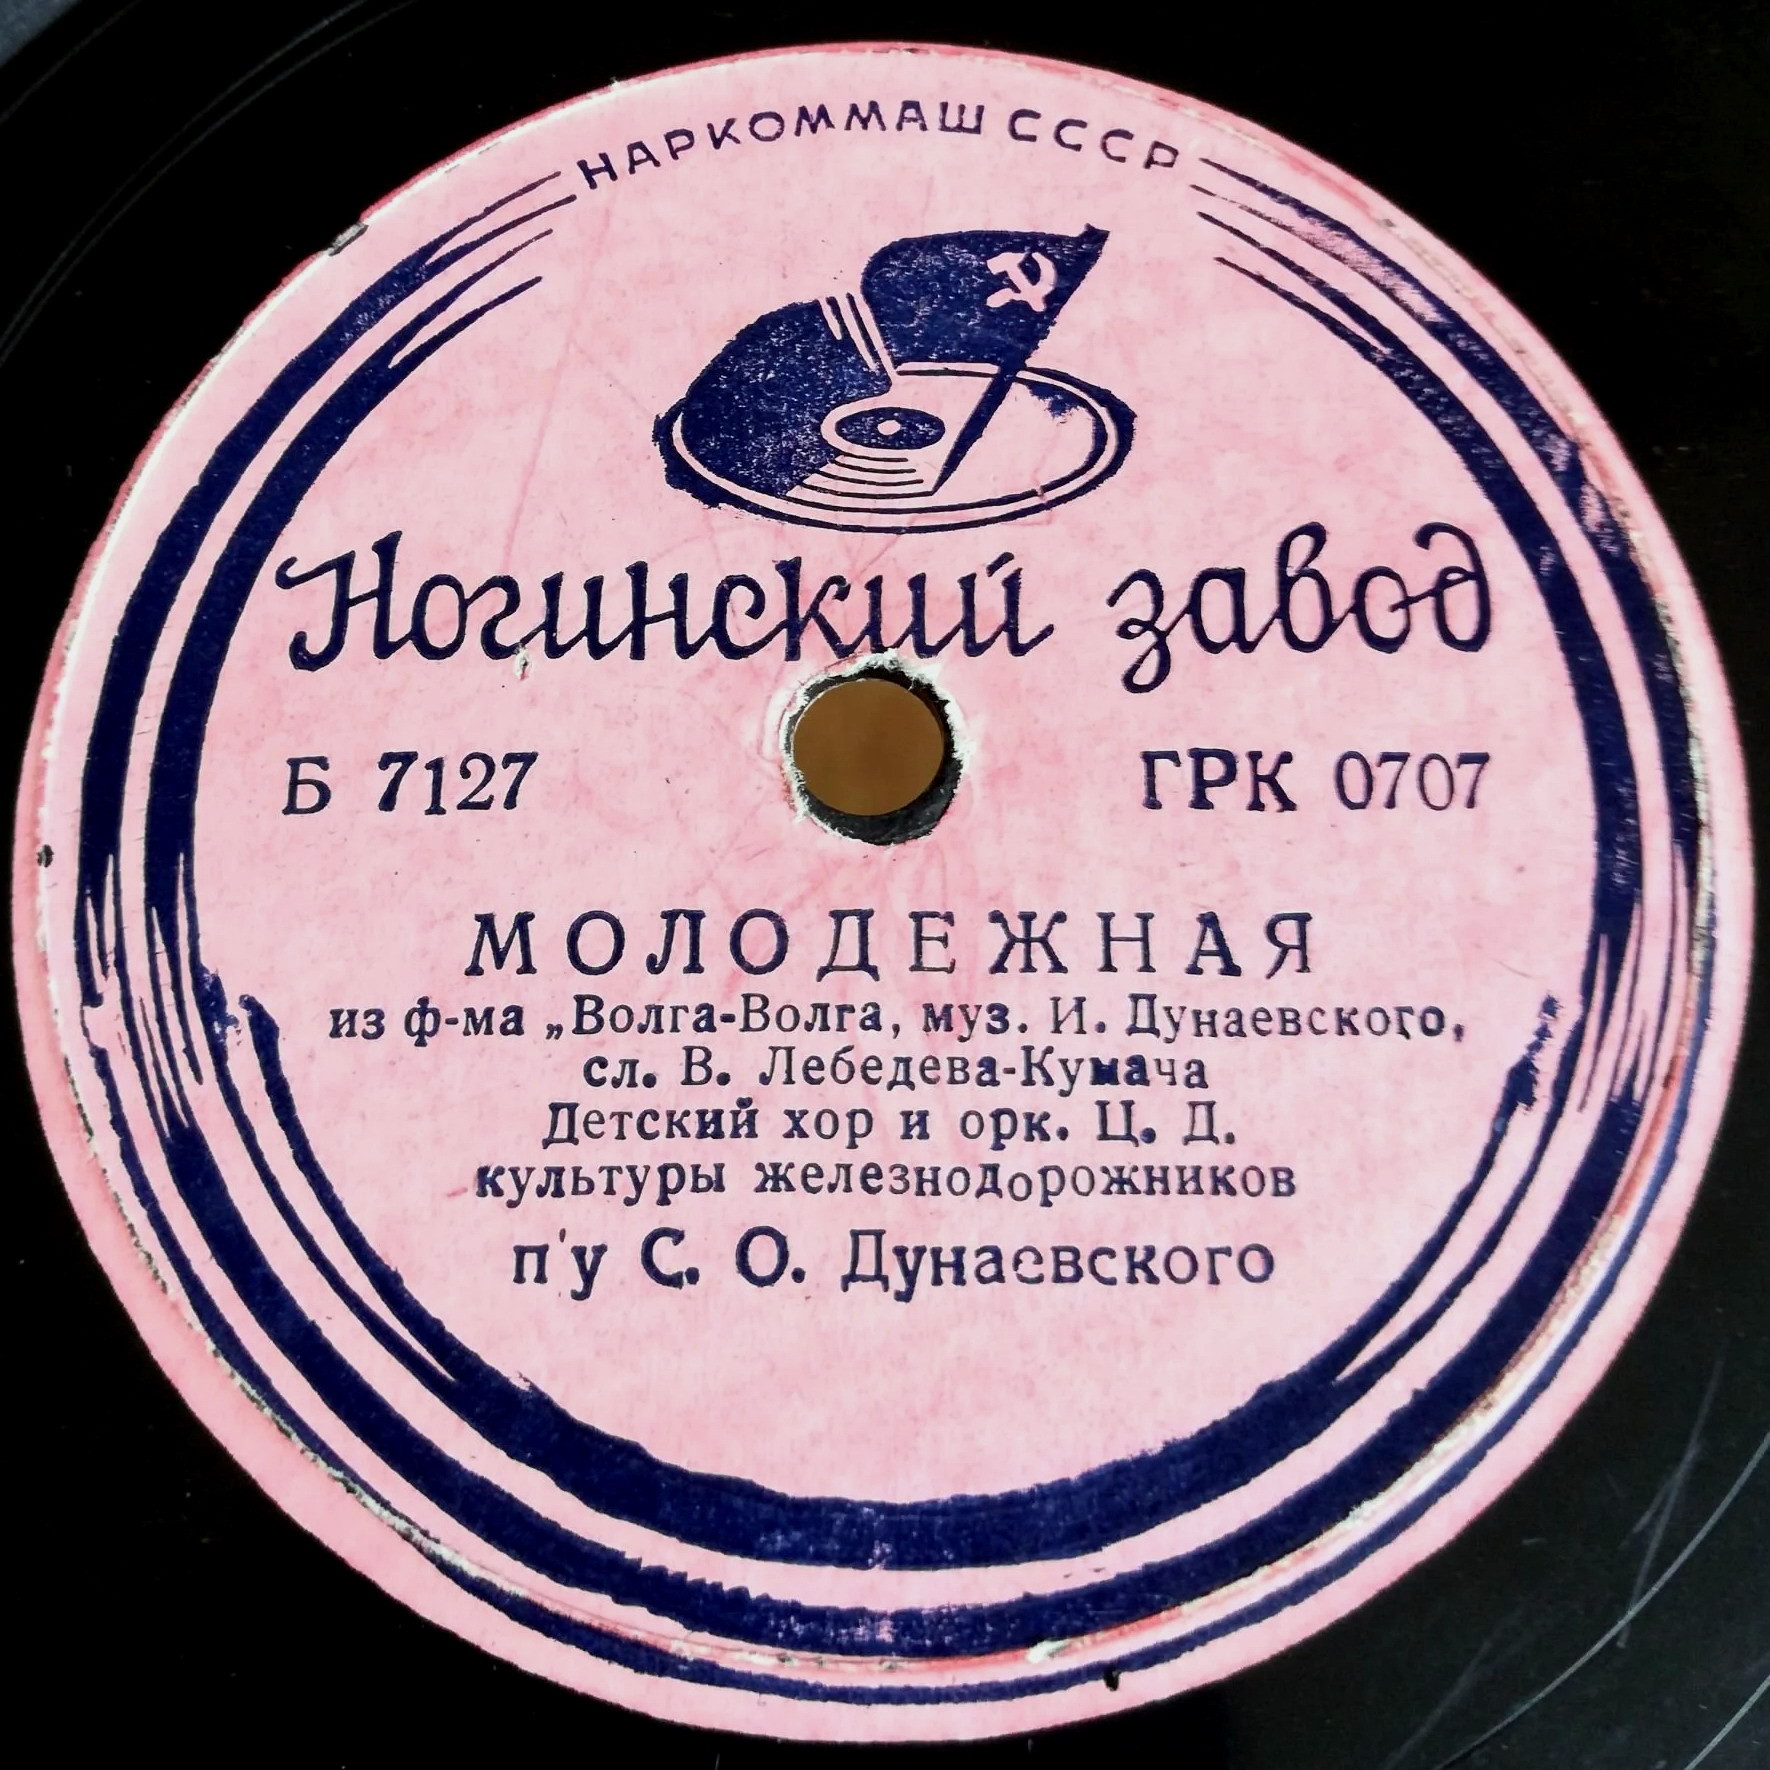 НАРКОММАШ СССР
Ногинский завод
Б 7127 ГРК 0707
МОЛОДЕЖНАЯ
из ф-ма „Волга-Волга, муз. И. Дунаевского,
сл. В. Лебедева-Кумача
Детский хор и орк. Ц. Д.
культуры железнодорожников
п'у С. О. Дунаевского